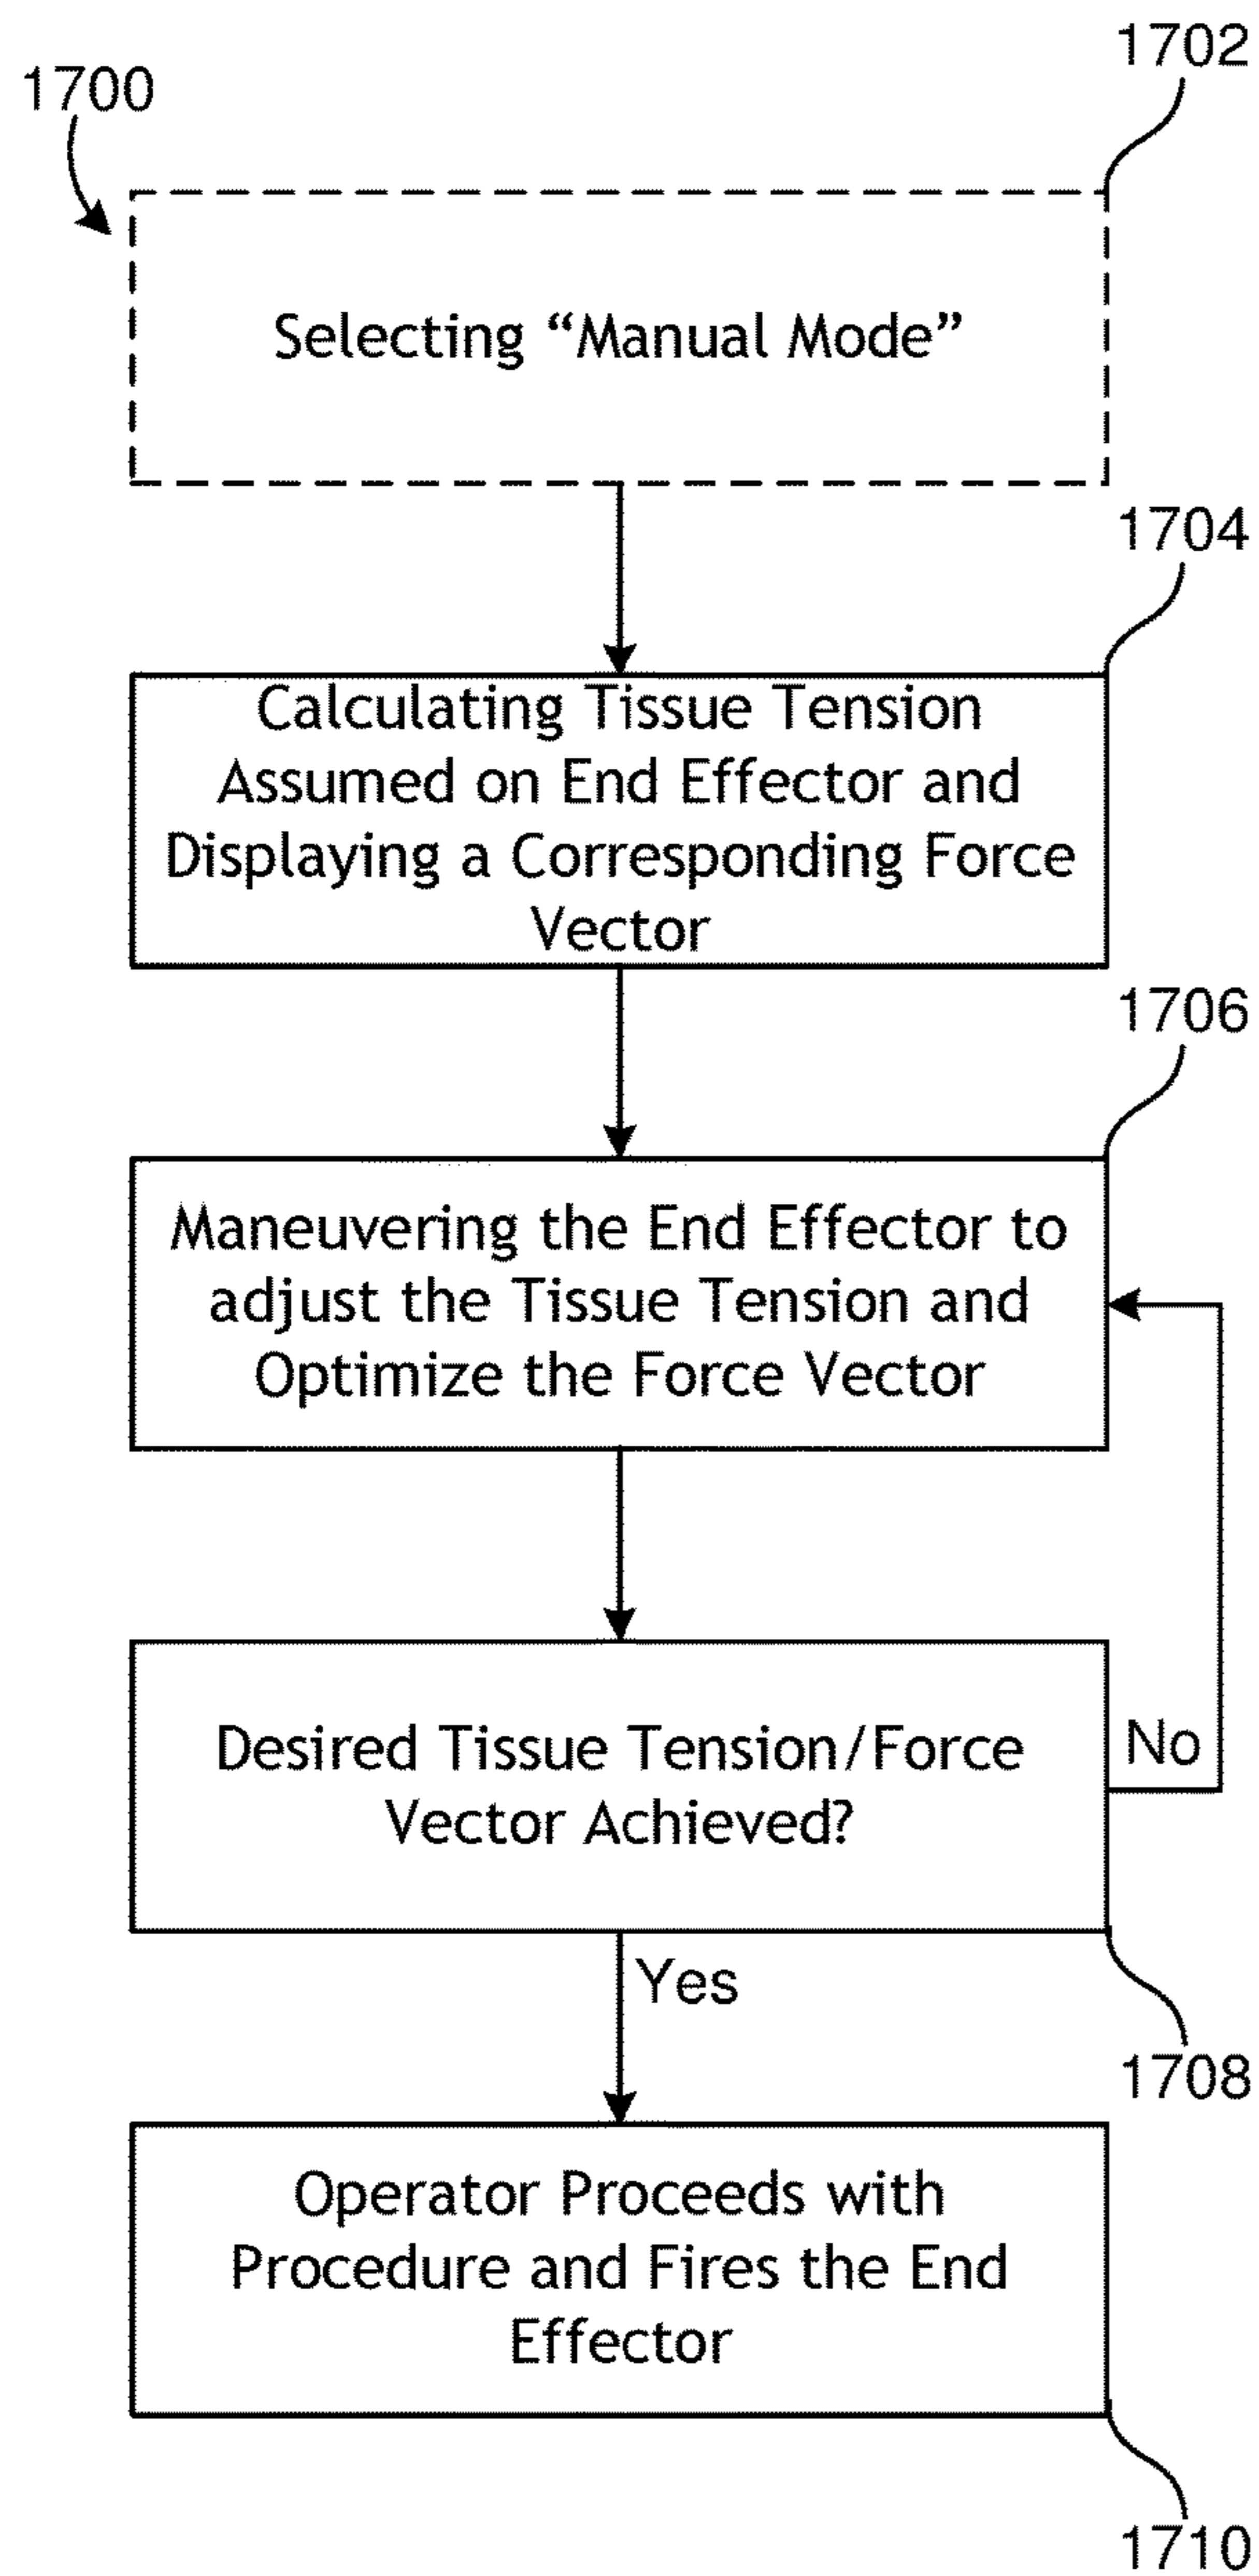 1702
1700
Selecting “Manual Mode”
1704
Calculating Tissue Tension
Assumed on End Effector and
Displaying a Corresponding Force
Vector
1706
Maneuvering the End Effector to
adjust the Tissue Tension and
Optimize the Force Vector
Desired Tissue Tension/Force
Vector Achieved?
No
Yes
1708
Operator Proceeds with
Procedure and Fires the End
Effector
1710